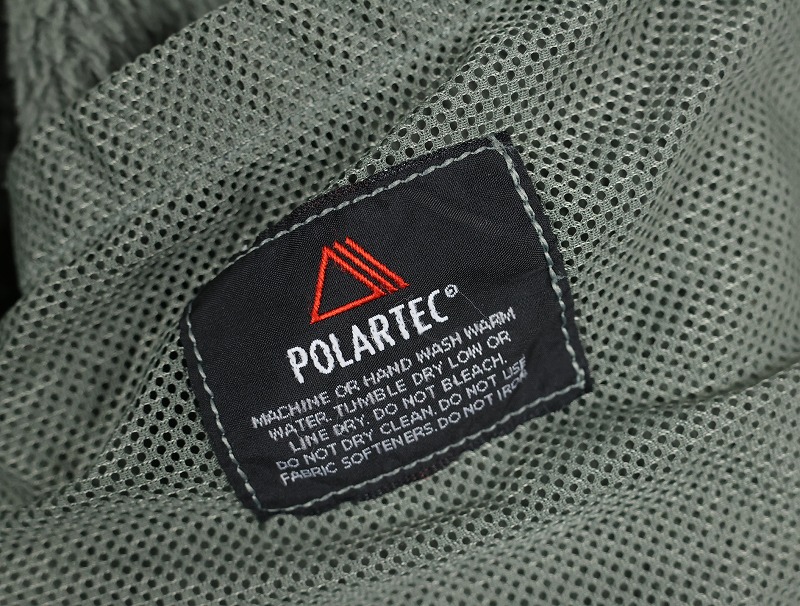 POLARTEC®
MACHINE OR HAND WASH WARM
WATER. TUMBLE DRY LOW OR
LINE DRY. DO NOT BLEACH.
DO NOT DRY CLEAN. DO NOT USE
FABRIC SOFTENERS. DO NOT IRON